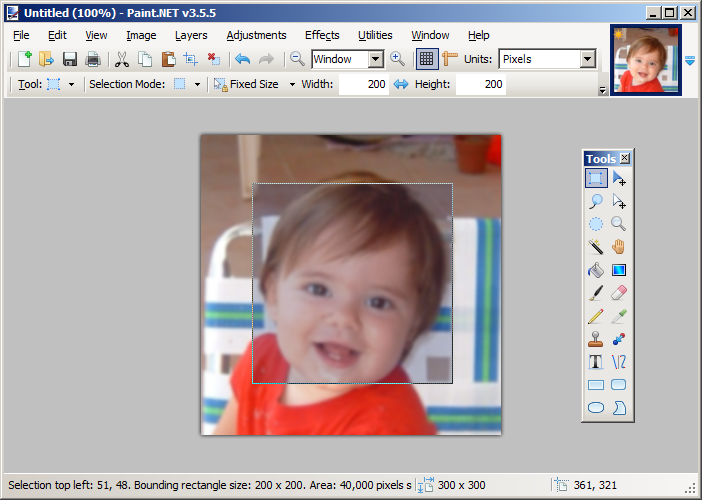 Untitled (100%) - Paint.NET v3.5.5
File Edit View Image Layers Adjustments Effects Utilities Window Help
Window Units: Pixels
Tool: Selection Mode: Fixed Size Width: 200 Height: 200
Tools
Selection top left: 51, 48. Bounding rectangle size: 200 x 200. Area: 40,000 pixels s 300 x 300 361, 321